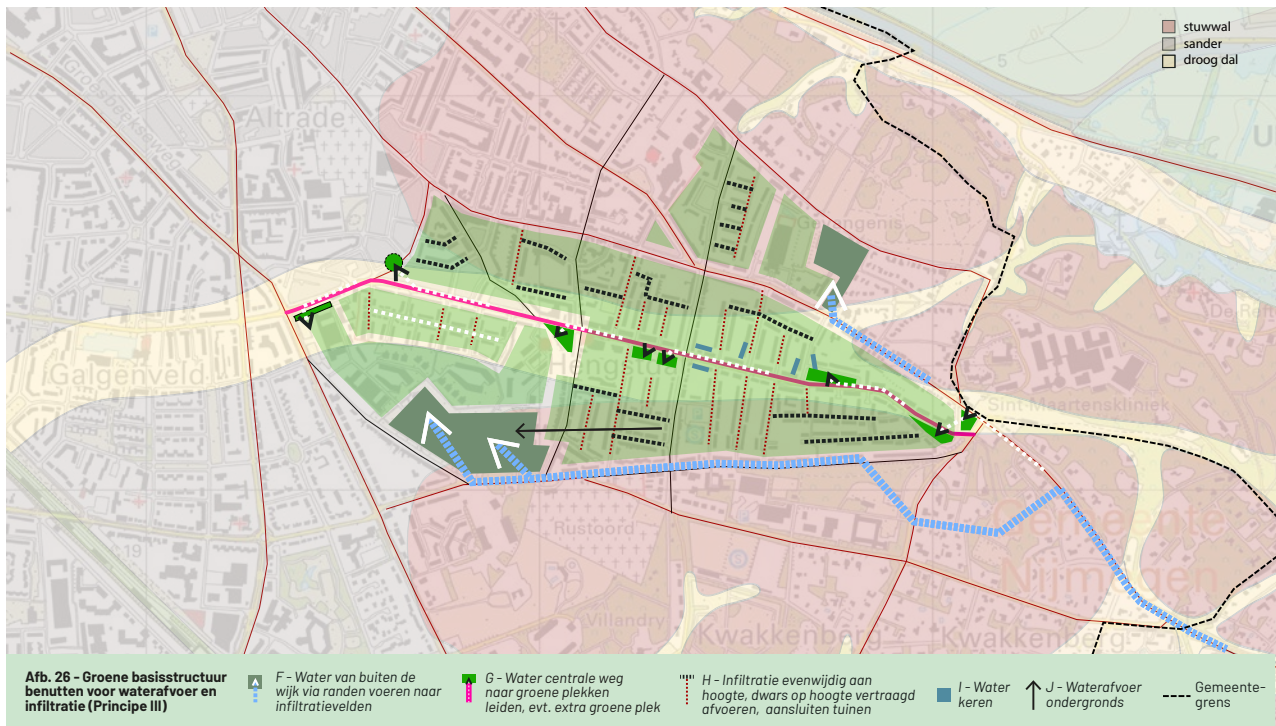 stuwwal
sander
droog dal
5
Groesbeekseweg
Altrade
Gevangenis
De Ren
Galgenveld
Sint-Maartenskliniek
19
Rustoord
Gemeente
Nijmegen
Villandry
Kwakkenberg
Kwakkenberg
Afb. 26 - Groene basisstructuur
benutten voor waterafvoer en
infiltratie (Principe III)
F - Water van buiten de
wijk via randen voeren naar
infiltratievelden
G - Water centrale weg
naar groene plekken
leiden, evt. extra groene plek
H - Infiltratie evenwijdig aan
hoogte, dwars op hoogte vertraagd
afvoeren, aansluiten tuinen
I - Water
keren
J - Waterafvoer
ondergronds
Gemeente-
grens